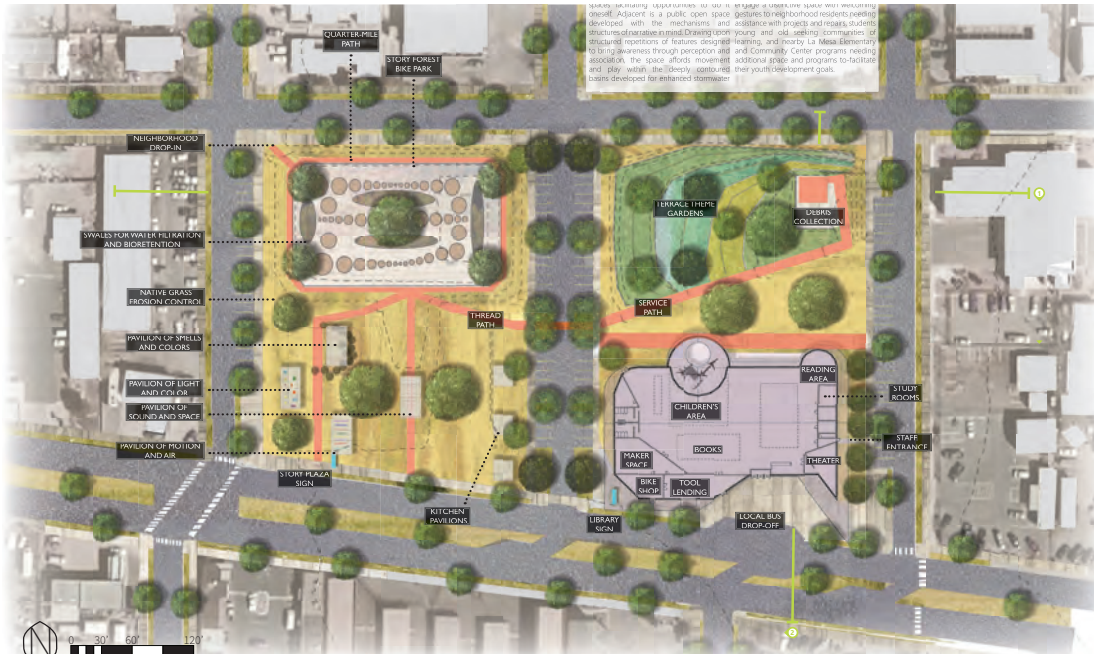 spaces facilitating opportunities to do it
oneself. Adjacent is a public open space
developed with the mechanisms and
structures of narrative in mind. Drawing upon
structured repetitions of features designed
to bring awareness through perception and
association, the space affords movement
and play within the deeply contoured
basins developed for enhanced stormwater
engage a distinctive space with welcoming
gestures to neighborhood residents needing
assistance with projects and repairs, students
young and old seeking communities of
learning, and nearby La Mesa Elementary
and Community Center programs needing
additional space and programs to facilitate
their youth development goals.
QUARTER-MILE
PATH
STORY FOREST
BIKE PARK
NEIGHBORHOOD
DROP-IN
TERRACE THEME
GARDENS
DEBRIS
COLLECTION
SWALES FOR WATER FILTRATION
AND BIORETENTION
NATIVE GRASS
EROSION CONTROL
THREAD
PATH
SERVICE
PATH
PAVILION OF SMELLS
AND COLORS
PAVILION OF LIGHT
AND COLOR
PAVILION OF
SOUND AND SPACE
PAVILION OF MOTION
AND AIR
READING
AREA
STUDY
ROOMS
CHILDREN'S
AREA
STAFF
ENTRANCE
BOOKS
MAKER
SPACE
THEATER
BIKE
SHOP
TOOL
LENDING
STORY PLAZA
SIGN
KITCHEN
PAVILIONS
LIBRARY
SIGN
LOCAL BUS
DROP-OFF
1
2
N
0 30' 60' 120'